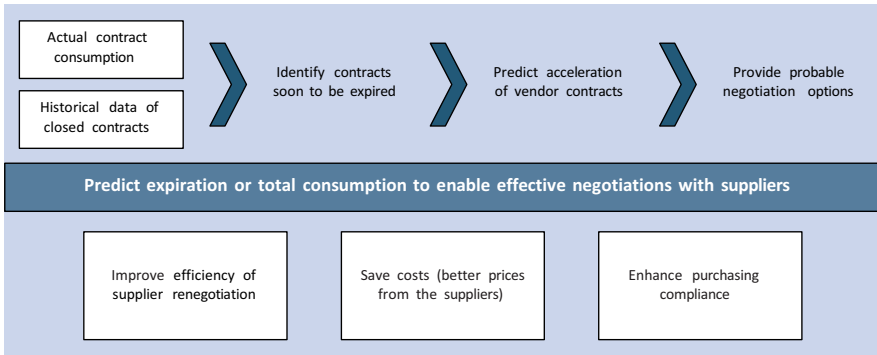 Actual contract
consumption
Historical data of
closed contracts
Identify contracts
soon to be expired
Predict acceleration
of vendor contracts
Provide probable
negotiation options
Predict expiration or total consumption to enable effective negotiations with suppliers
Improve efficiency of
supplier renegotiation
Save costs (better prices
from the suppliers)
Enhance purchasing
compliance